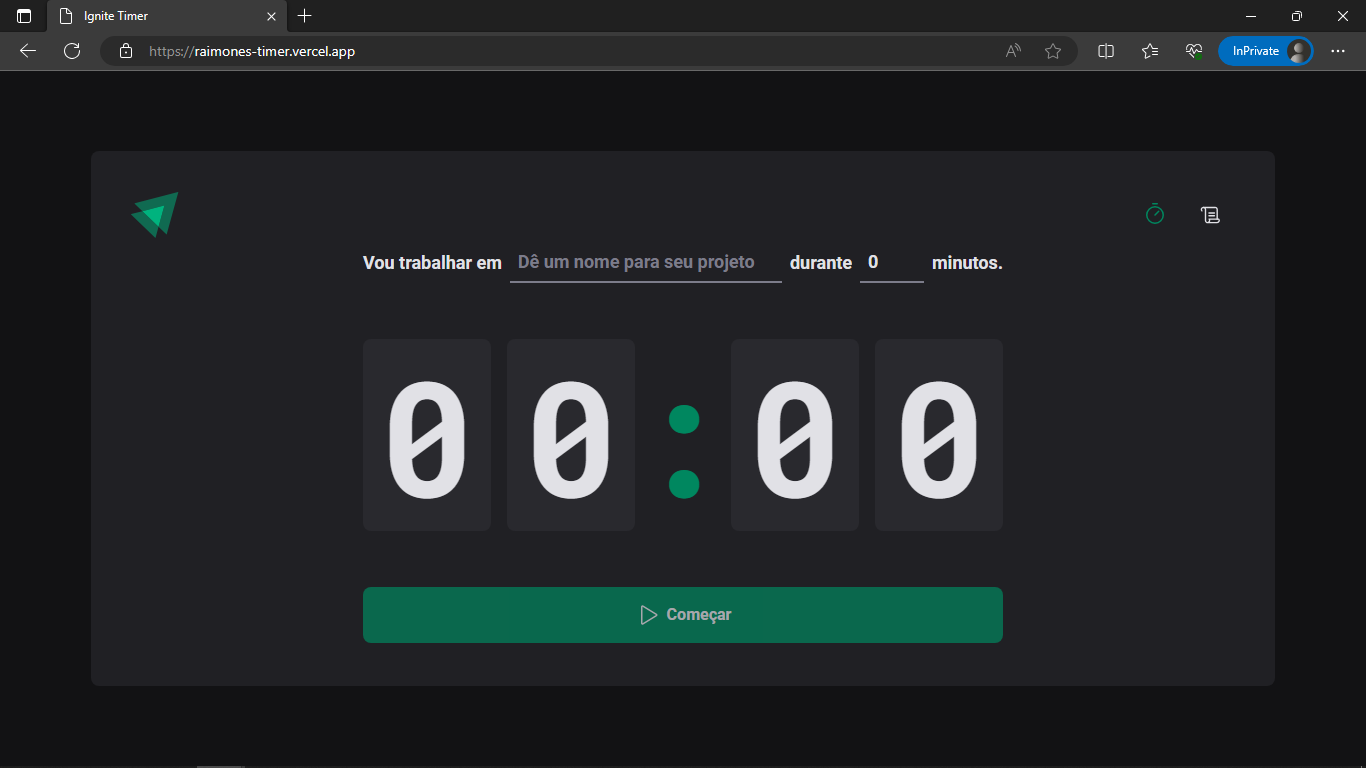 Ignite Timer
https://raimones-timer.vercel.app
InPrivate
Vou trabalhar em Dê um nome para seu projeto durante 0 minutos.
00:00
Começar